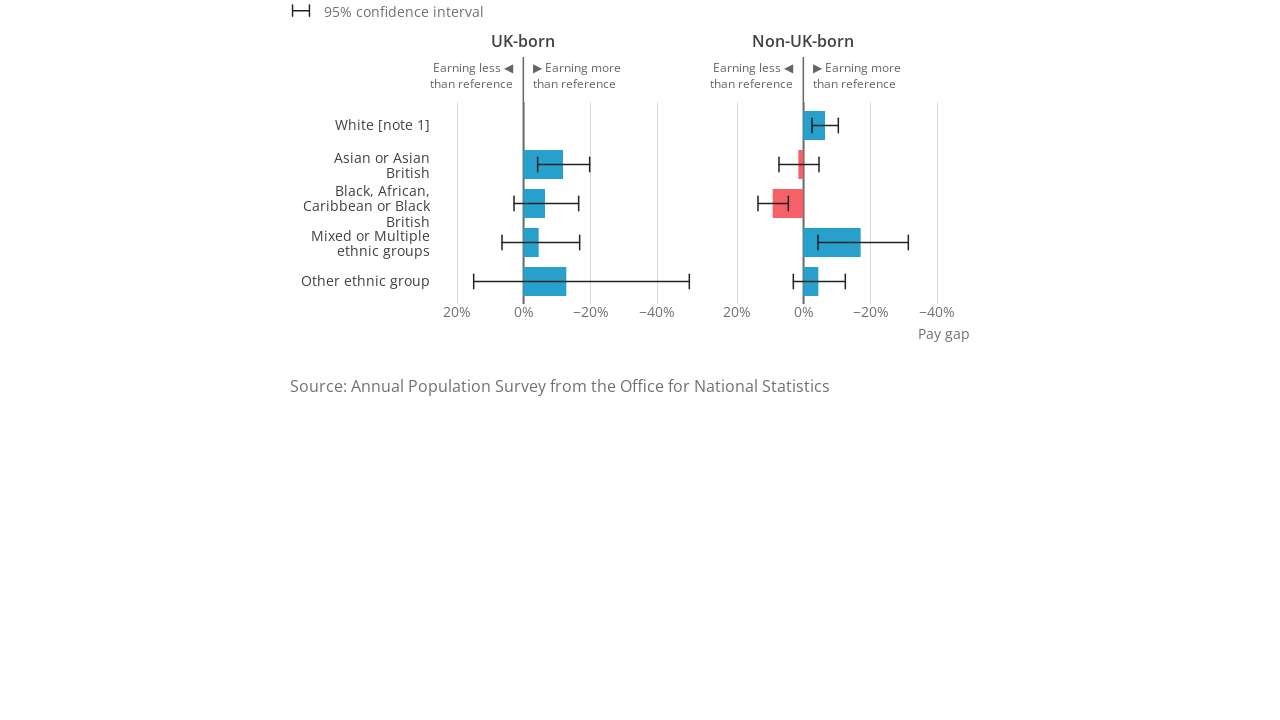 95% confidence interval
UK-born
Non-UK-born
Earning less ◀
than reference
▶ Earning more
than reference
Earning less ◀
than reference
▶ Earning more
than reference
White [note 1]
Asian or Asian
British
Black, African,
Caribbean or Black
British
Mixed or Multiple
ethnic groups
Other ethnic group
20% 0% −20% −40%
20% 0% −20% −40%
Pay gap
Source: Annual Population Survey from the Office for National Statistics